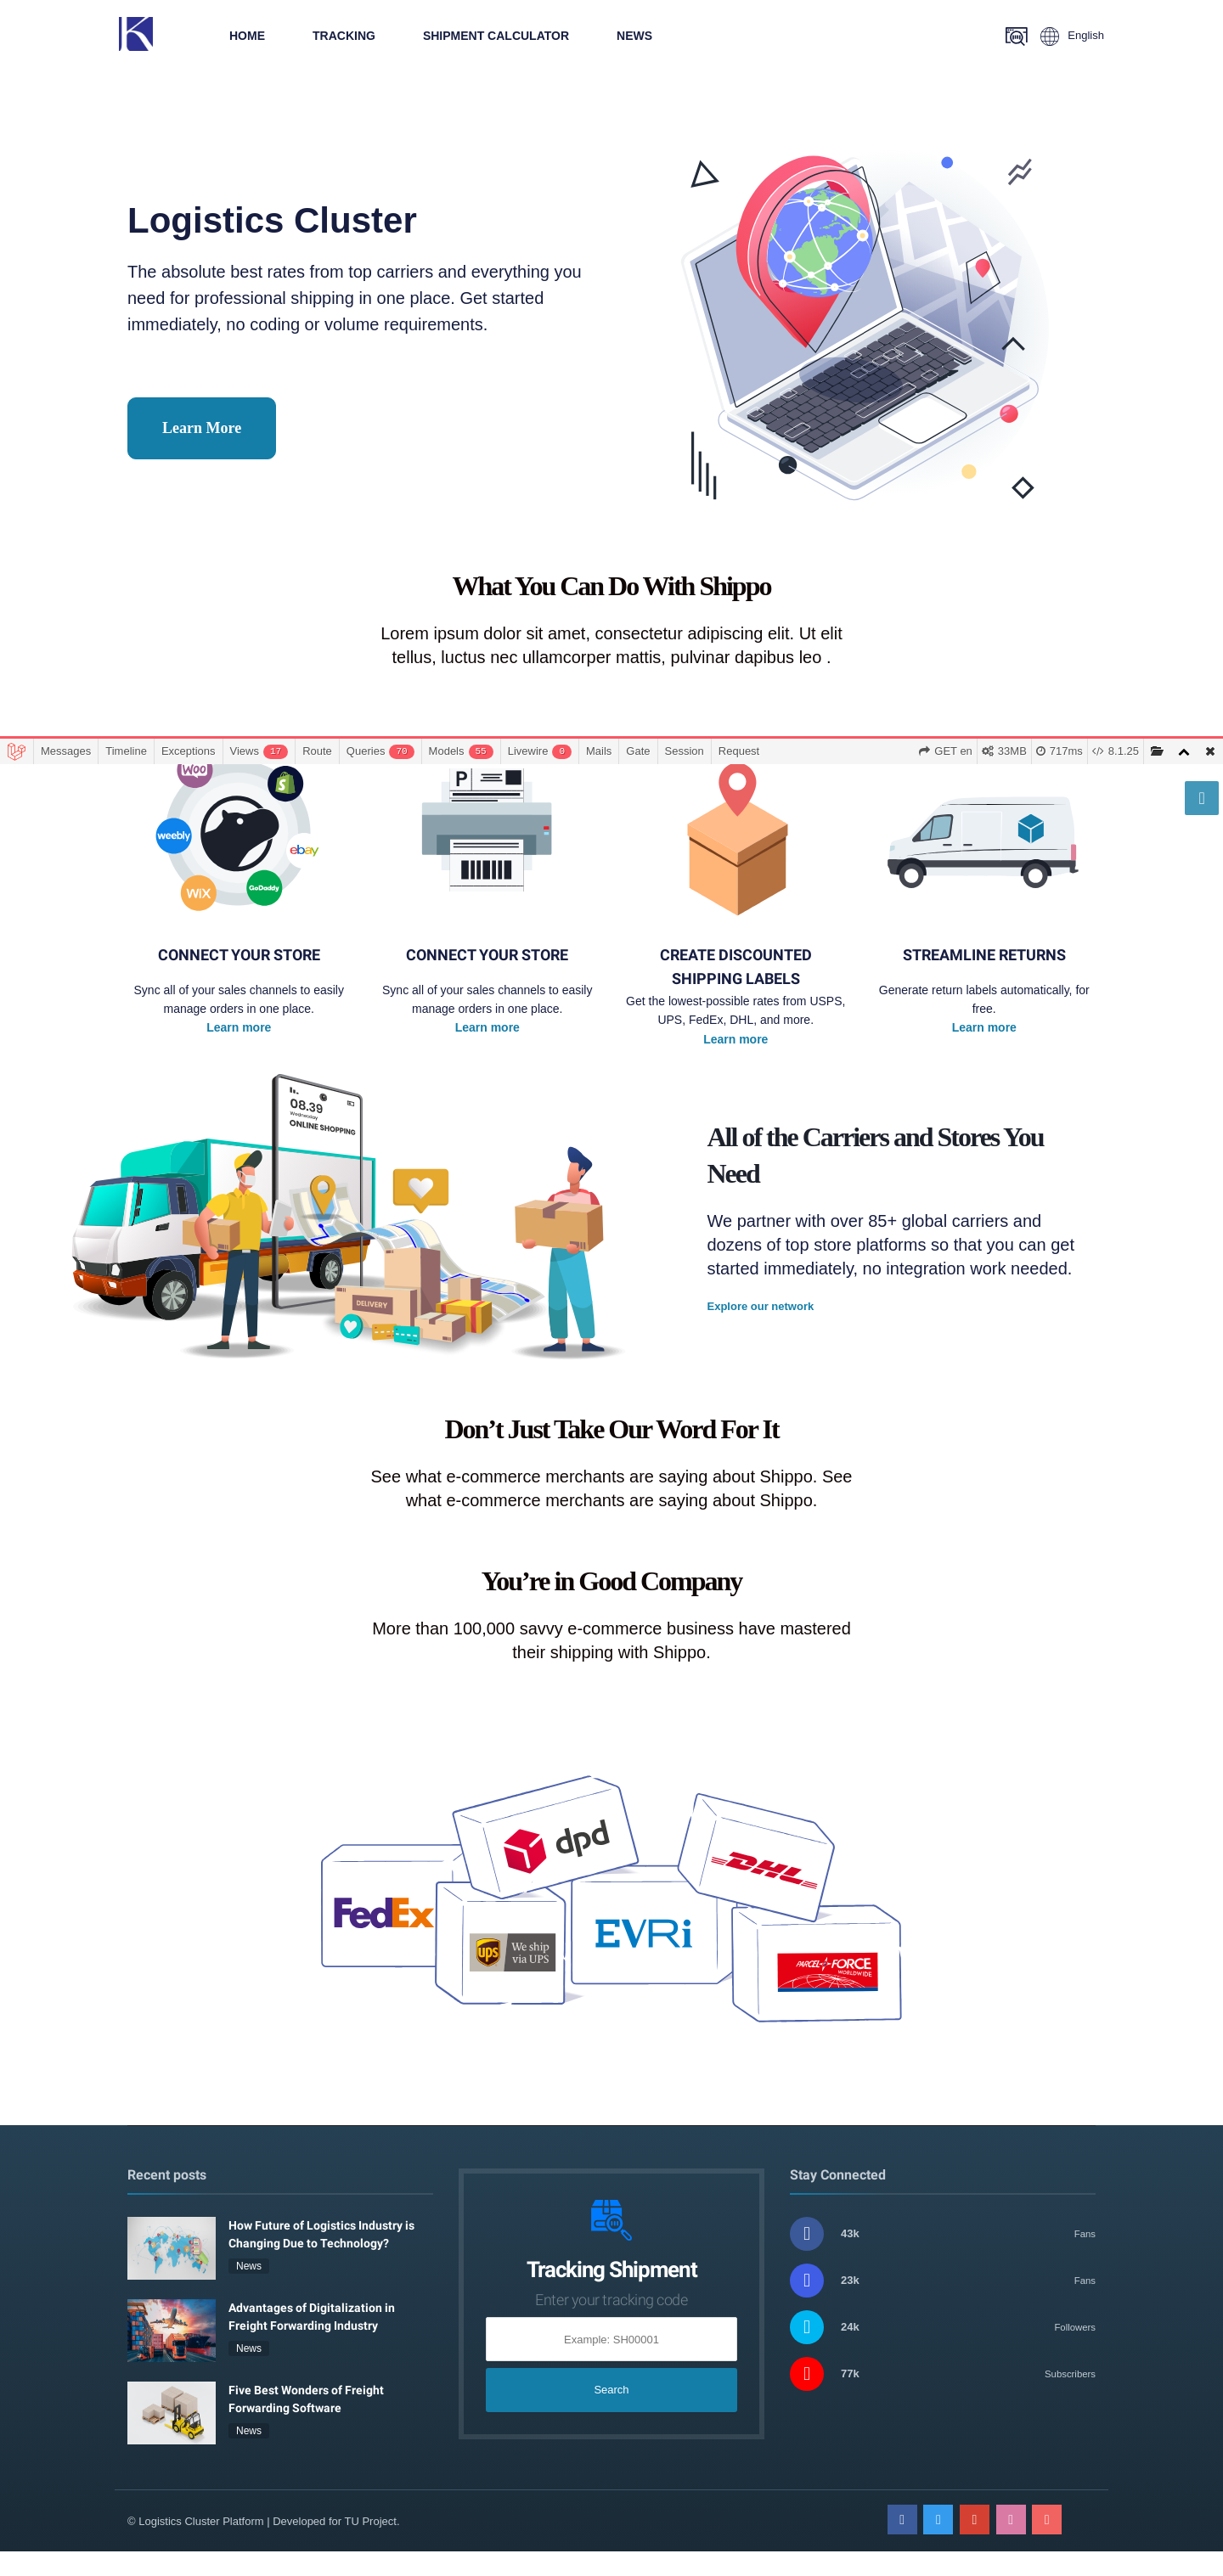 HOME TRACKING SHIPMENT CALCULATOR NEWS English
Logistics Cluster
The absolute best rates from top carriers and everything you
need for professional shipping in one place. Get started
immediately, no coding or volume requirements.
Learn More
What You Can Do With Shippo
Lorem ipsum dolor sit amet, consectetur adipiscing elit. Ut elit
tellus, luctus nec ullamcorper mattis, pulvinar dapibus leo .
Messages Timeline Exceptions Views 17 Route Queries 70 Models 55 Livewire 0 Mails Gate Session Request GET en 33MB 717ms 8.1.25
WOO
weebly
ebay
WiX
GoDaddy
P
CONNECT YOUR STORE
Sync all of your sales channels to easily
manage orders in one place.
Learn more
CONNECT YOUR STORE
Sync all of your sales channels to easily
manage orders in one place.
Learn more
CREATE DISCOUNTED
SHIPPING LABELS
Get the lowest-possible rates from USPS,
UPS, FedEx, DHL, and more.
Learn more
STREAMLINE RETURNS
Generate return labels automatically, for
free.
Learn more
08.39
Wednesday
ONLINE SHOPPING
DELIVERY
All of the Carriers and Stores You
Need
We partner with over 85+ global carriers and
dozens of top store platforms so that you can get
started immediately, no integration work needed.
Explore our network
Don’t Just Take Our Word For It
See what e-commerce merchants are saying about Shippo. See
what e-commerce merchants are saying about Shippo.
You’re in Good Company
More than 100,000 savvy e-commerce business have mastered
their shipping with Shippo.
dpd
DHL
FedEx
EVRi
ups We ship
via UPS
PARCEL FORCE
WORLDWIDE
Recent posts
How Future of Logistics Industry is
Changing Due to Technology?
News
Advantages of Digitalization in
Freight Forwarding Industry
News
Five Best Wonders of Freight
Forwarding Software
News
Tracking Shipment
Enter your tracking code
Example: SH00001
Search
Stay Connected
43k Fans
23k Fans
24k Followers
77k Subscribers
© Logistics Cluster Platform | Developed for TU Project.